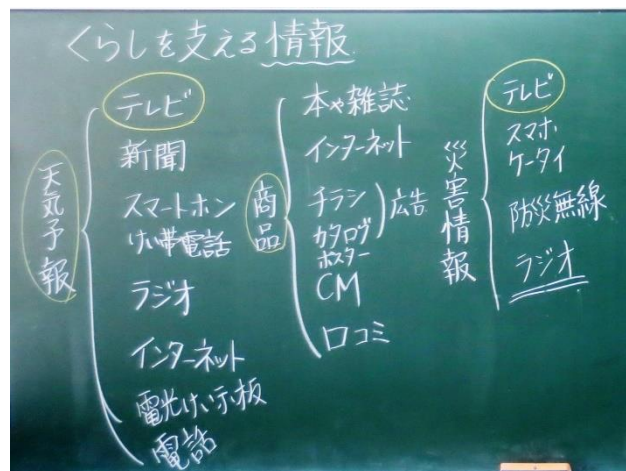 くらしを支える情報
天気予報
テレビ
新聞
スマートホン
けい帯電話
ラジオ
インターネット
電光けい示板
電話
商品
本や雑誌
インターネット
チラシ
カタログ
ポスター
広告
CM
口コミ
災害情報
テレビ
スマホ
ケータイ
防災無線
ラジオ